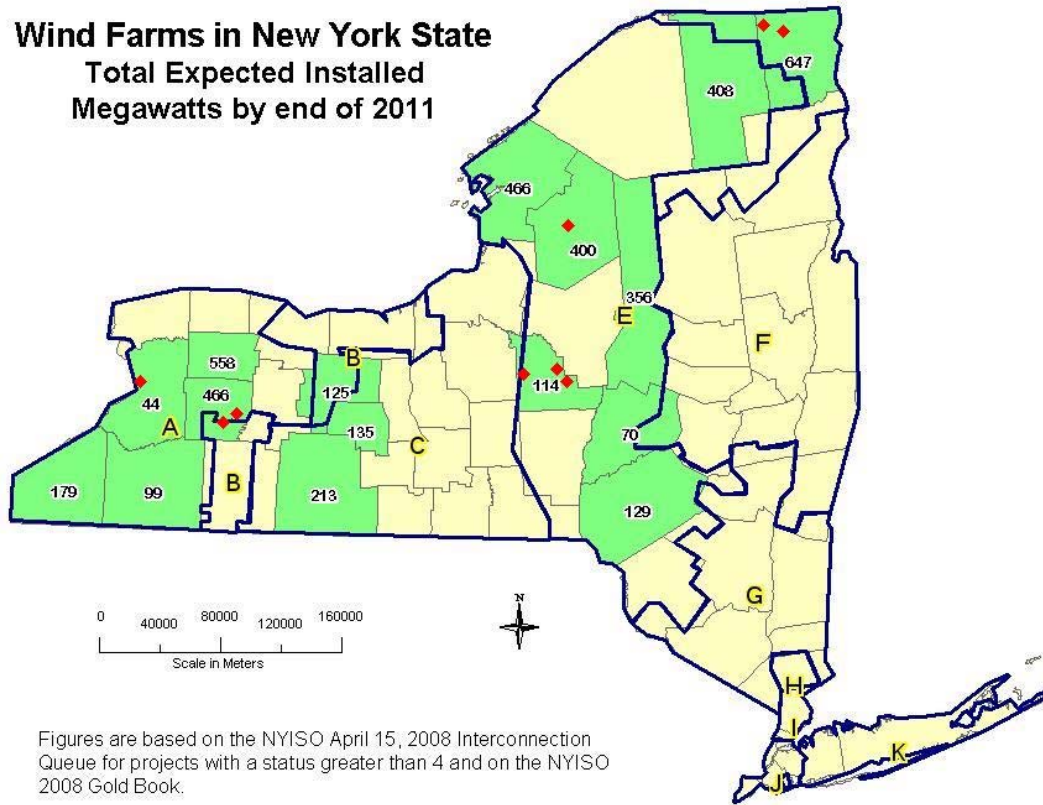 Wind Farms in New York State
Total Expected Installed
Megawatts by end of 2011
647
408
466
400
356
E
F
B
558
125
114
466
44
A
135
C
70
B
179
99
213
129
G
N
0 40000 80000 120000 160000
Scale in Meters
H
I
K
J
Figures are based on the NYISO April 15, 2008 Interconnection
Queue for projects with a status greater than 4 and on the NYISO
2008 Gold Book.